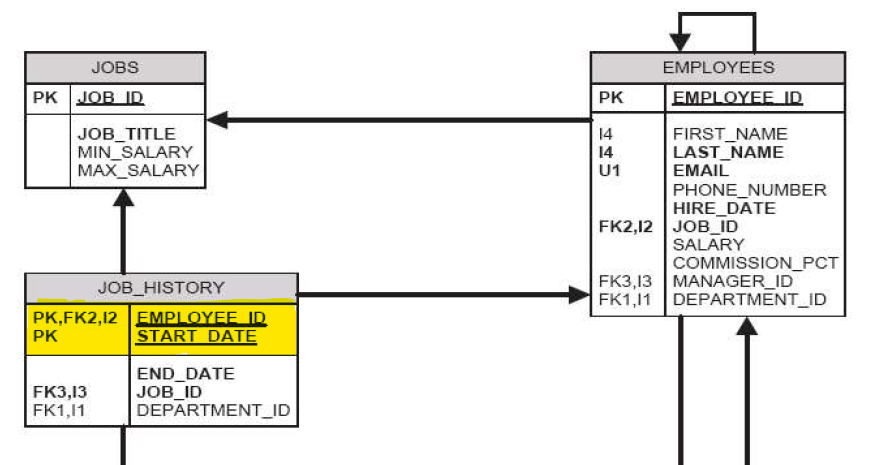 JOBS
PK JOB_ID
JOB_TITLE
MIN_SALARY
MAX_SALARY
EMPLOYEES
PK EMPLOYEE_ID
I4 FIRST_NAME
I4 LAST_NAME
U1 EMAIL
PHONE_NUMBER
HIRE_DATE
FK2,I2 JOB_ID
SALARY
COMMISSION_PCT
FK3,I3 MANAGER_ID
FK1,I1 DEPARTMENT_ID
JOB_HISTORY
PK,FK2,I2 EMPLOYEE_ID
PK START_DATE
END_DATE
FK3,I3 JOB_ID
FK1,I1 DEPARTMENT_ID